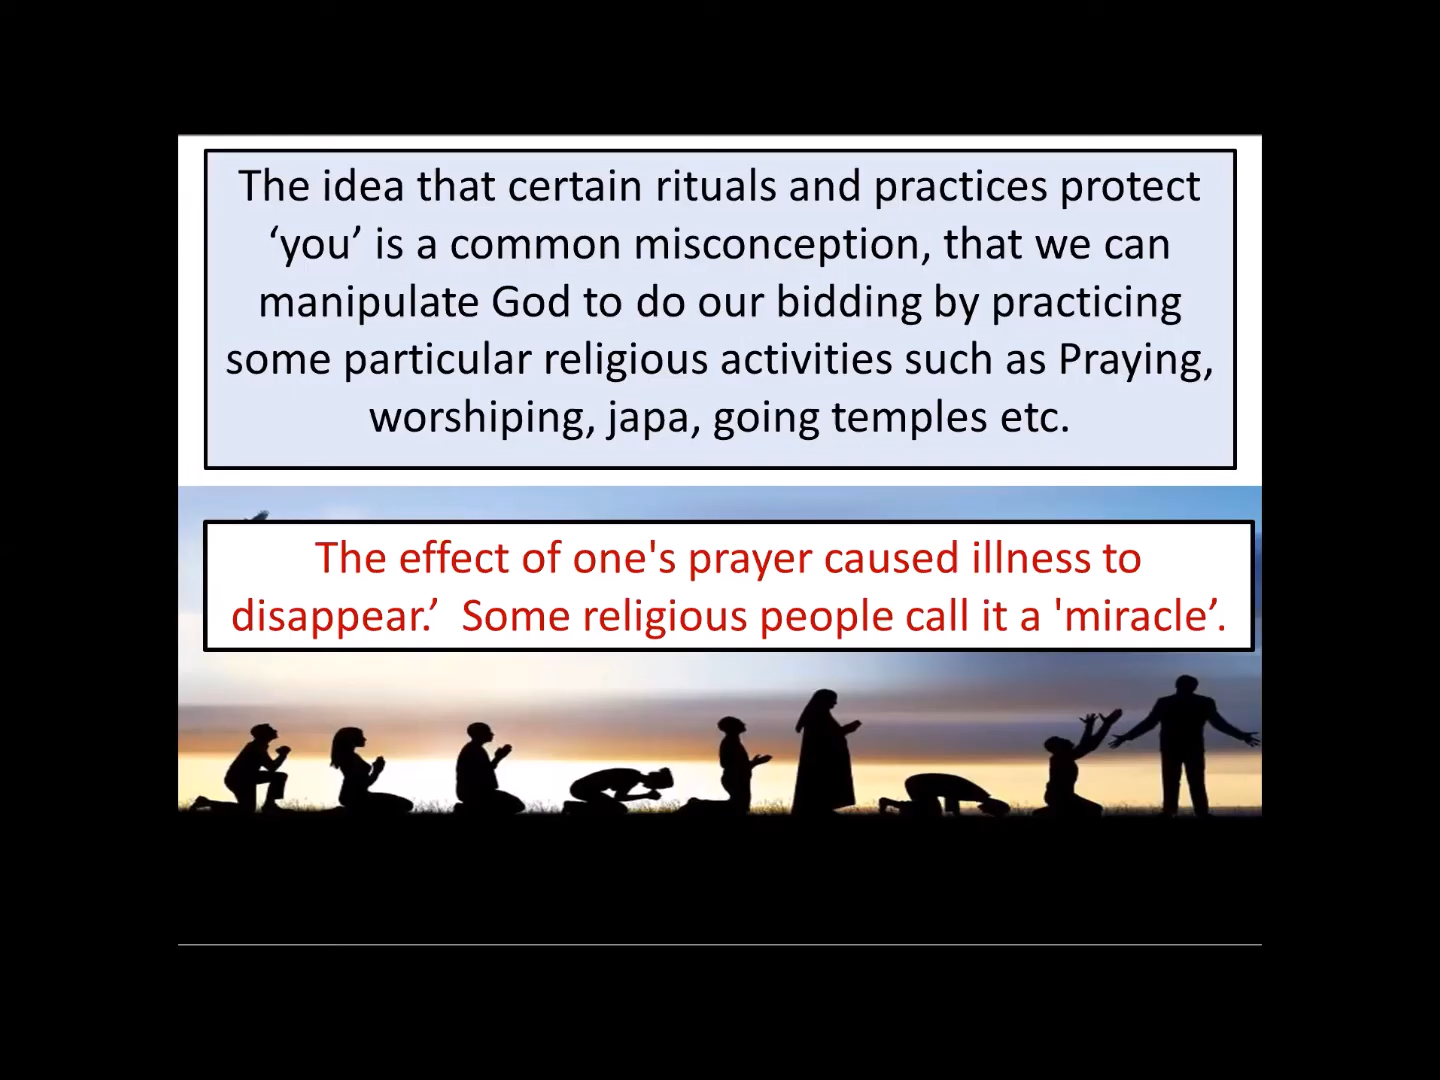 The idea that certain rituals and practices protect
‘you’ is a common misconception, that we can
manipulate God to do our bidding by practicing
some particular religious activities such as Praying,
worshiping, japa, going temples etc.
The effect of one's prayer caused illness to
disappear.’  Some religious people call it a 'miracle’.